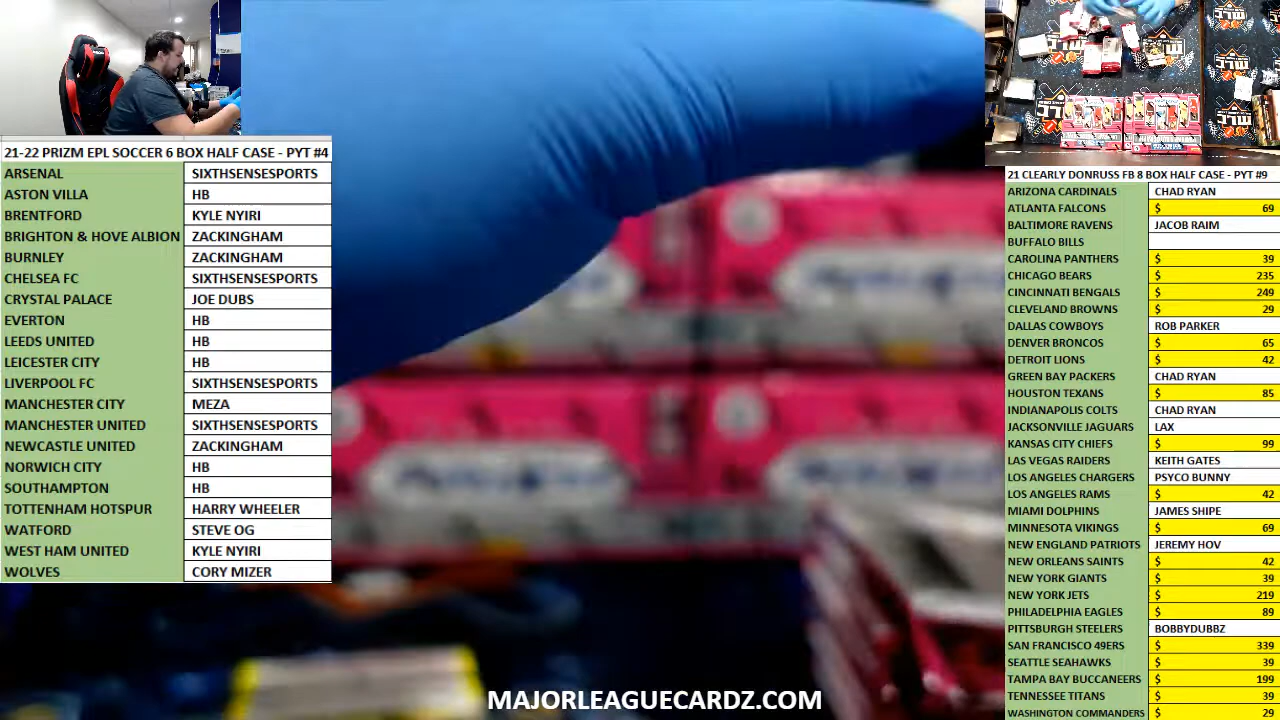 21-22 PRIZM EPL SOCCER 6 BOX HALF CASE - PYT #4
ARSENAL SIXTHSENSESPORTS
ASTON VILLA HB
BRENTFORD KYLE NYIRI
BRIGHTON & HOVE ALBION ZACKINGHAM
BURNLEY ZACKINGHAM
CHELSEA FC SIXTHSENSESPORTS
CRYSTAL PALACE JOE DUBS
EVERTON HB
LEEDS UNITED HB
LEICESTER CITY HB
LIVERPOOL FC SIXTHSENSESPORTS
MANCHESTER CITY MEZA
MANCHESTER UNITED SIXTHSENSESPORTS
NEWCASTLE UNITED ZACKINGHAM
NORWICH CITY HB
SOUTHAMPTON HB
TOTTENHAM HOTSPUR HARRY WHEELER
WATFORD STEVE OG
WEST HAM UNITED KYLE NYIRI
WOLVES CORY MIZER
21 CLEARLY DONRUSS FB 8 BOX HALF CASE - PYT #9
ARIZONA CARDINALS CHAD RYAN
ATLANTA FALCONS $ 69
BALTIMORE RAVENS JACOB RAIM
BUFFALO BILLS
CAROLINA PANTHERS $ 39
CHICAGO BEARS $ 235
CINCINNATI BENGALS $ 249
CLEVELAND BROWNS $ 29
DALLAS COWBOYS ROB PARKER
DENVER BRONCOS $ 65
DETROIT LIONS $ 42
GREEN BAY PACKERS CHAD RYAN
HOUSTON TEXANS $ 85
INDIANAPOLIS COLTS CHAD RYAN
JACKSONVILLE JAGUARS LAX
KANSAS CITY CHIEFS $ 99
LAS VEGAS RAIDERS KEITH GATES
LOS ANGELES CHARGERS PSYCO BUNNY
LOS ANGELES RAMS $ 42
MIAMI DOLPHINS JAMES SHIPE
MINNESOTA VIKINGS $ 69
NEW ENGLAND PATRIOTS JEREMY HOV
NEW ORLEANS SAINTS $ 42
NEW YORK GIANTS $ 39
NEW YORK JETS $ 219
PHILADELPHIA EAGLES $ 89
PITTSBURGH STEELERS BOBBYDUBBZ
SAN FRANCISCO 49ERS $ 339
SEATTLE SEAHAWKS $ 39
TAMPA BAY BUCCANEERS $ 199
TENNESSEE TITANS $ 39
WASHINGTON COMMANDERS $ 29
MAJORLEAGUECARDZ.COM